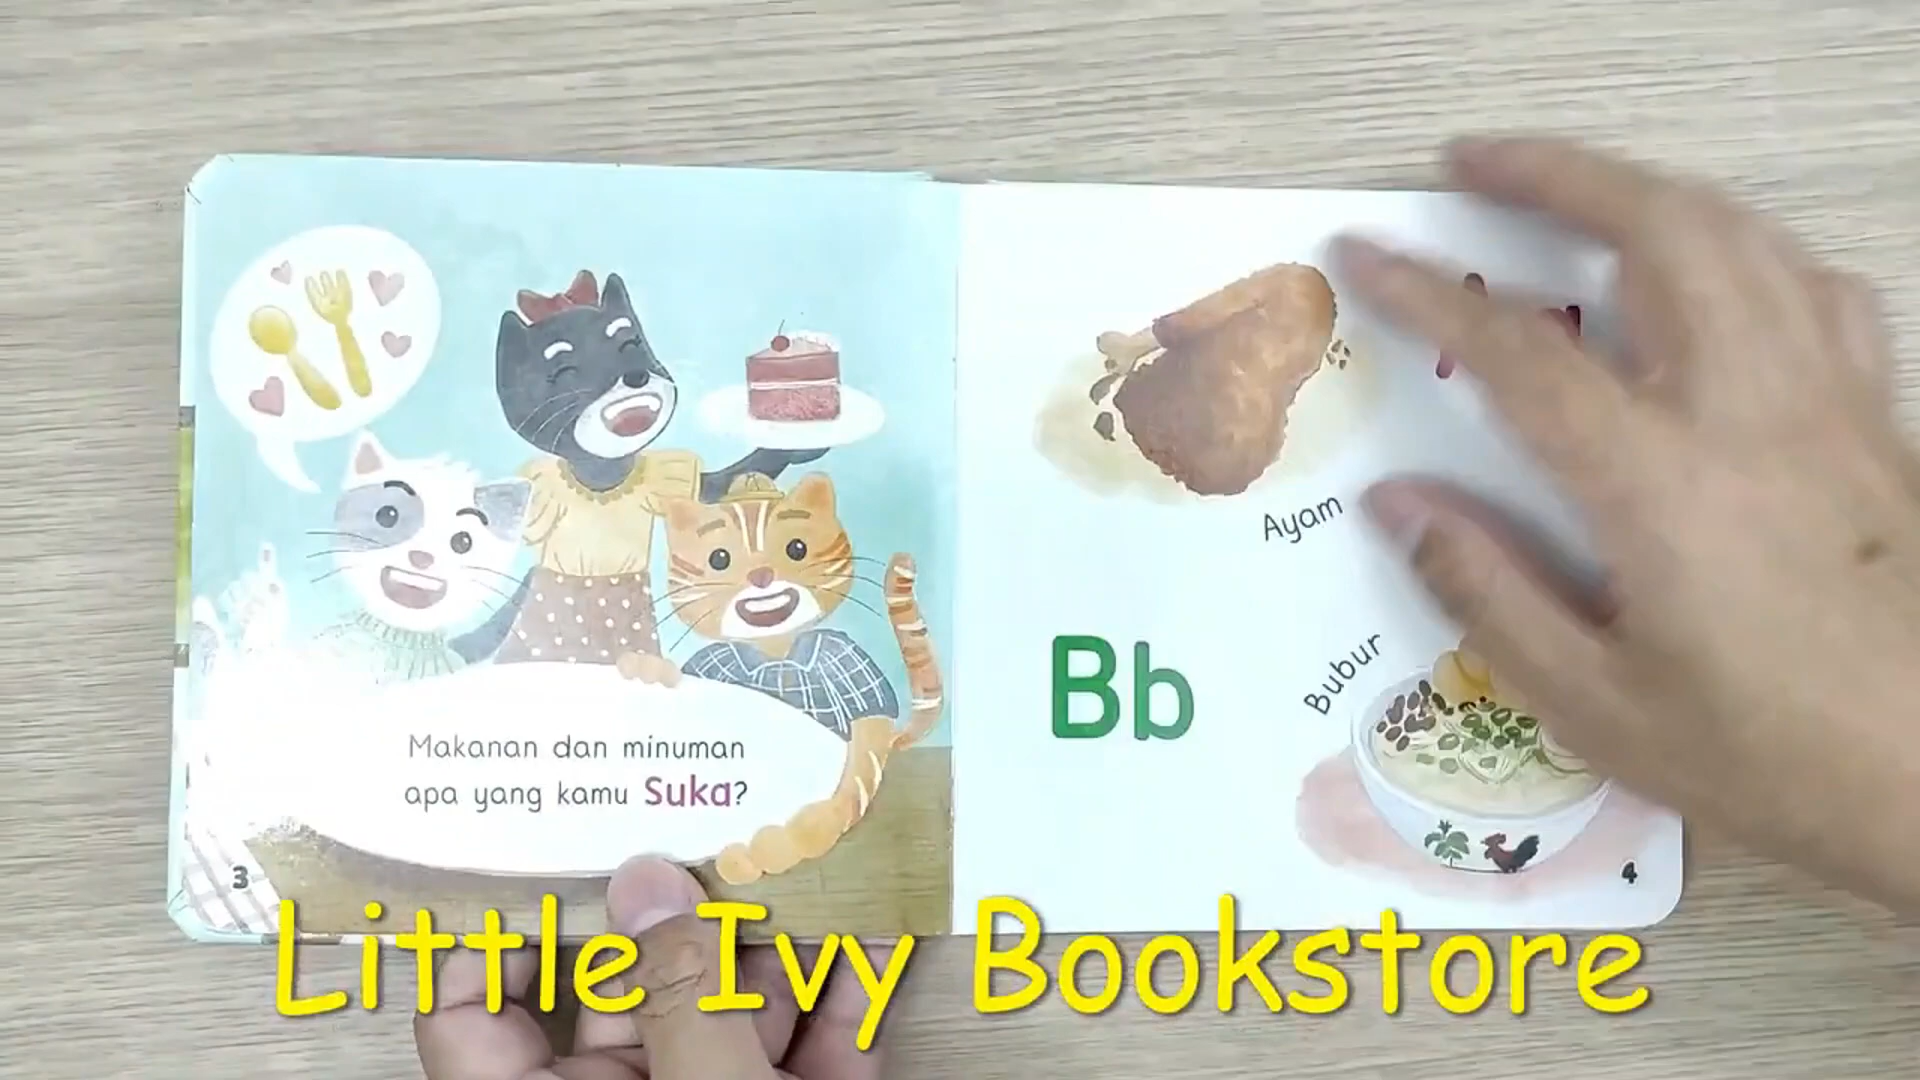 Makanan dan minuman
apa yang kamu Suka?
3
Ayam
Bb
Bubur
4
Little Ivy Bookstore